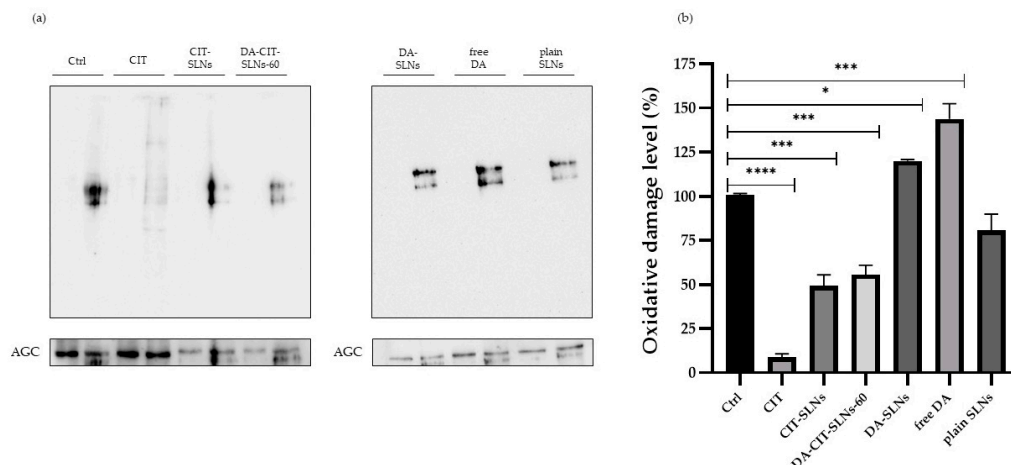 (a)
Ctrl
CIT
CIT-
SLNs
DA-CIT-
SLNs-60
DA-
SLNs
free
DA
plain
SLNs
AGC
AGC
(b)
Oxidative damage level (%)
175
150
125
100
75
50
25
0
***
*
***
***
****
Ctrl
CIT
CIT-SLNs
DA-CIT-SLNs-60
DA-SLNs
free DA
plain SLNs